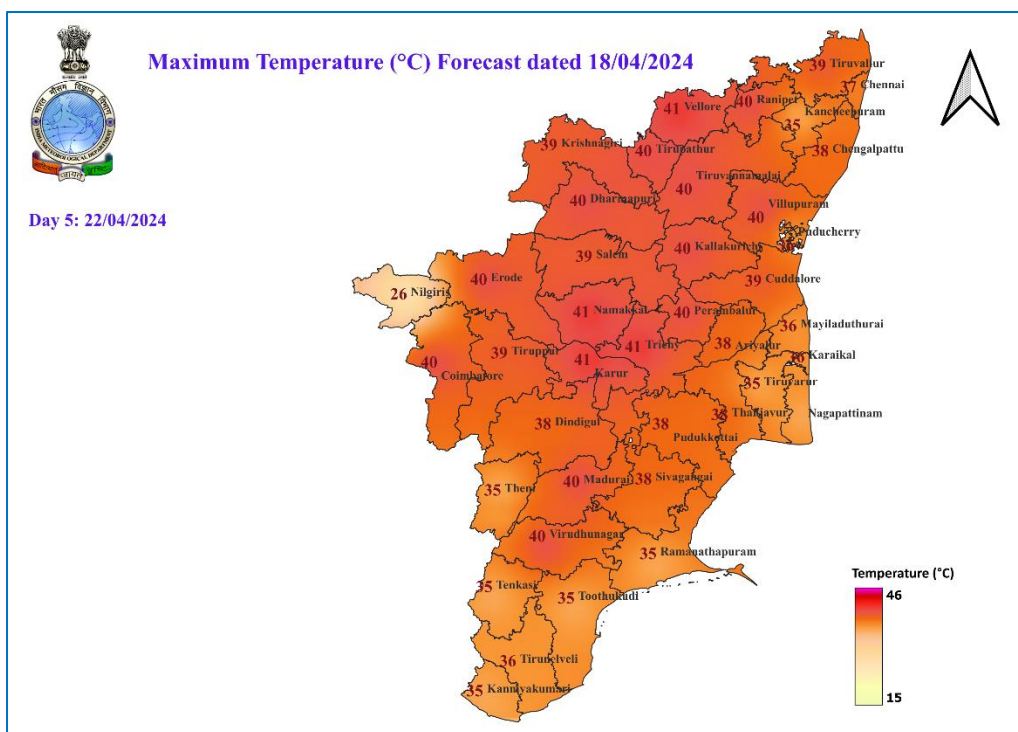 Maximum Temperature (°C) Forecast dated 18/04/2024
39 Tiruvallur
37 Chennai
41 Vellore
40 Ranipet
Kancheepuram
35
38 Chengalpattu
39 Krishnagiri
40 Tirupathur
Tiruvannamalai
40
INDIA METEOROLOGICAL DEPARTMENT
Day 5: 22/04/2024
40 Dharmapuri
Villupuram
40
Puducherry
39 Salem
40 Kallakurichi
26 Nilgiris
40 Erode
39 Cuddalore
41 Namakkal
40 Perambalur
36 Mayiladuthurai
39 Tiruppur
41 Trichy
38 Ariyalur
Karaikal
40
Coimbatore
41
Karur
35 Tiruvarur
38 Dindigul
38
Pudukkottai
Thanjavur
Nagapattinam
35 Theni
40 Madurai
38 Sivagangai
40 Virudhunagar
35 Ramanathapuram
35 Tenkasi
35 Toothukudi
36 Tirunelveli
35 Kanniyakumari
Temperature (°C)
46
15